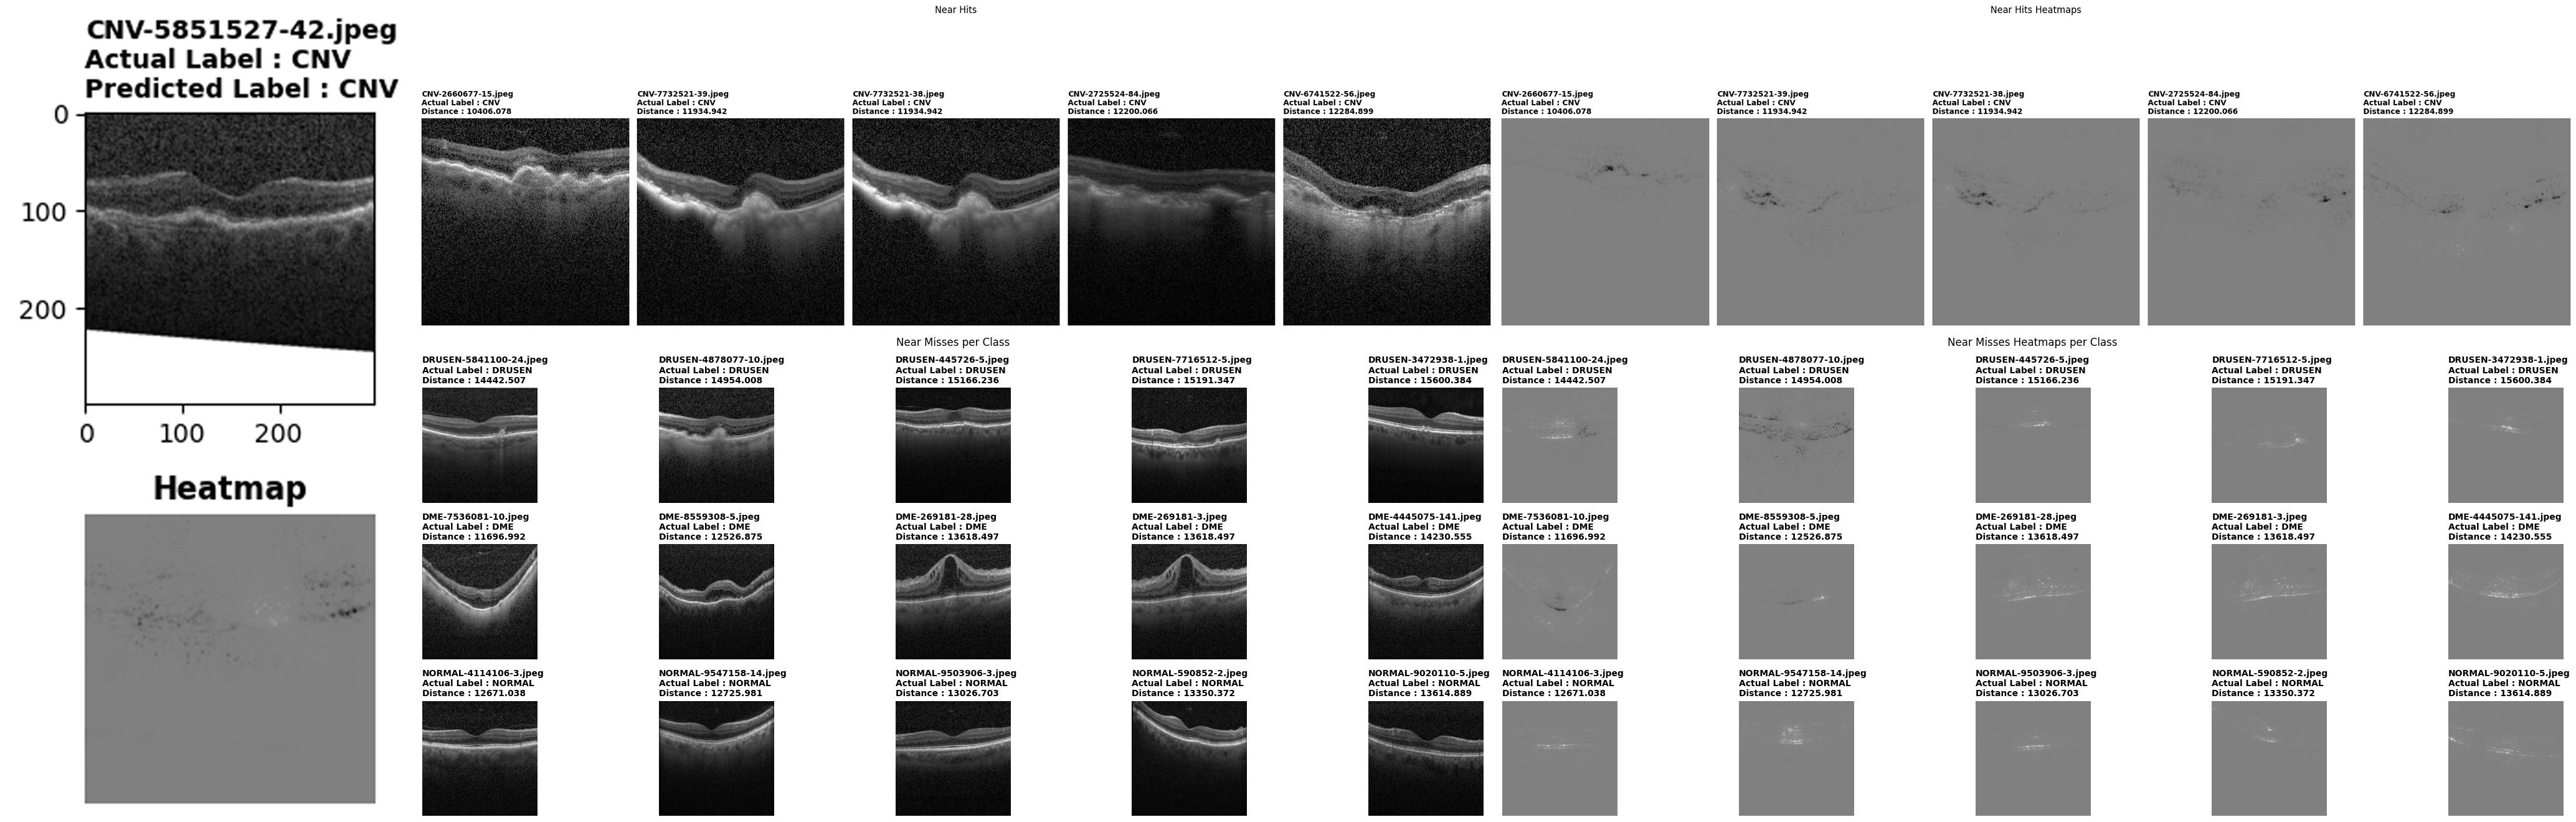 CNV-5851527-42.jpeg
Actual Label : CNV
Predicted Label : CNV
0
100
200
0
100
200
Heatmap
Near Hits
CNV-2660677-15.jpeg
Actual Label : CNV
Distance : 10406.078
CNV-7732521-39.jpeg
Actual Label : CNV
Distance : 11934.942
CNV-7732521-38.jpeg
Actual Label : CNV
Distance : 11934.942
CNV-2725524-84.jpeg
Actual Label : CNV
Distance : 12200.066
CNV-6741522-56.jpeg
Actual Label : CNV
Distance : 12284.899
Near Hits Heatmaps
CNV-2660677-15.jpeg
Actual Label : CNV
Distance : 10406.078
CNV-7732521-39.jpeg
Actual Label : CNV
Distance : 11934.942
CNV-7732521-38.jpeg
Actual Label : CNV
Distance : 11934.942
CNV-2725524-84.jpeg
Actual Label : CNV
Distance : 12200.066
CNV-6741522-56.jpeg
Actual Label : CNV
Distance : 12284.899
Near Misses per Class
DRUSEN-5841100-24.jpeg
Actual Label : DRUSEN
Distance : 14442.507
DRUSEN-4878077-10.jpeg
Actual Label : DRUSEN
Distance : 14954.008
DRUSEN-445726-5.jpeg
Actual Label : DRUSEN
Distance : 15166.236
DRUSEN-7716512-5.jpeg
Actual Label : DRUSEN
Distance : 15191.347
DRUSEN-3472938-1.jpeg
Actual Label : DRUSEN
Distance : 15600.384
DME-7536081-10.jpeg
Actual Label : DME
Distance : 11696.992
DME-8559308-5.jpeg
Actual Label : DME
Distance : 12526.875
DME-269181-28.jpeg
Actual Label : DME
Distance : 13618.497
DME-269181-3.jpeg
Actual Label : DME
Distance : 13618.497
DME-4445075-141.jpeg
Actual Label : DME
Distance : 14230.555
NORMAL-4114106-3.jpeg
Actual Label : NORMAL
Distance : 12671.038
NORMAL-9547158-14.jpeg
Actual Label : NORMAL
Distance : 12725.981
NORMAL-9503906-3.jpeg
Actual Label : NORMAL
Distance : 13026.703
NORMAL-590852-2.jpeg
Actual Label : NORMAL
Distance : 13350.372
NORMAL-9020110-5.jpeg
Actual Label : NORMAL
Distance : 13614.889
Near Misses Heatmaps per Class
DRUSEN-5841100-24.jpeg
Actual Label : DRUSEN
Distance : 14442.507
DRUSEN-4878077-10.jpeg
Actual Label : DRUSEN
Distance : 14954.008
DRUSEN-445726-5.jpeg
Actual Label : DRUSEN
Distance : 15166.236
DRUSEN-7716512-5.jpeg
Actual Label : DRUSEN
Distance : 15191.347
DRUSEN-3472938-1.jpeg
Actual Label : DRUSEN
Distance : 15600.384
DME-7536081-10.jpeg
Actual Label : DME
Distance : 11696.992
DME-8559308-5.jpeg
Actual Label : DME
Distance : 12526.875
DME-269181-28.jpeg
Actual Label : DME
Distance : 13618.497
DME-269181-3.jpeg
Actual Label : DME
Distance : 13618.497
DME-4445075-141.jpeg
Actual Label : DME
Distance : 14230.555
NORMAL-4114106-3.jpeg
Actual Label : NORMAL
Distance : 12671.038
NORMAL-9547158-14.jpeg
Actual Label : NORMAL
Distance : 12725.981
NORMAL-9503906-3.jpeg
Actual Label : NORMAL
Distance : 13026.703
NORMAL-590852-2.jpeg
Actual Label : NORMAL
Distance : 13350.372
NORMAL-9020110-5.jpeg
Actual Label : NORMAL
Distance : 13614.889